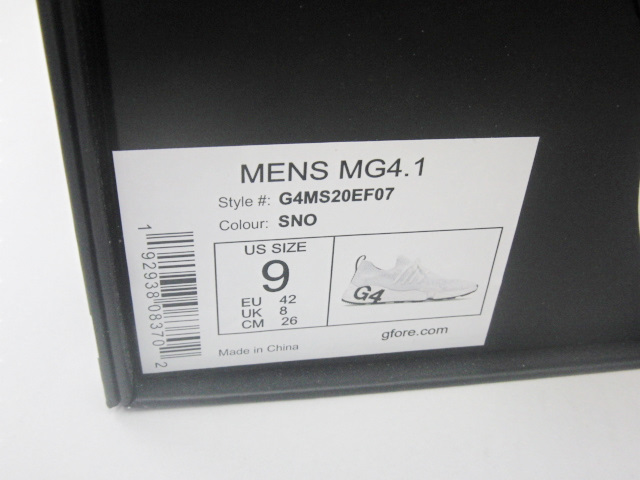 MENS MG4.1
Style #: G4MS20EF07
Colour: SNO
US SIZE
9
EU 42
UK 8
CM 26
G4
gfore.com
Made in China
1 92938 08370 2